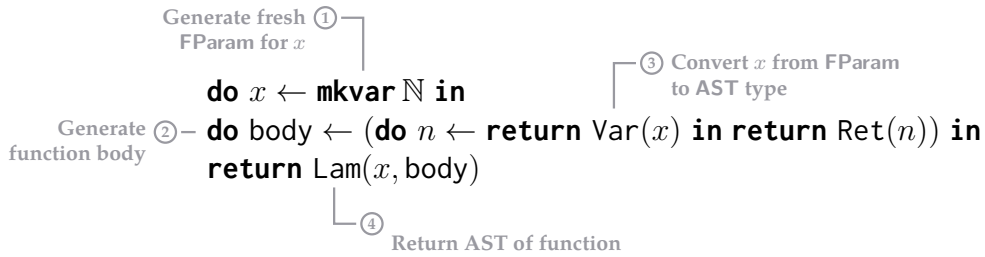 Generate fresh ①
FParam for x
③ Convert x from FParam
to AST type
do x ← mkvar ℕ in
Generate ②
function body
do body ← (do n ← return Var(x) in return Ret(n)) in
return Lam(x, body)
④
Return AST of function